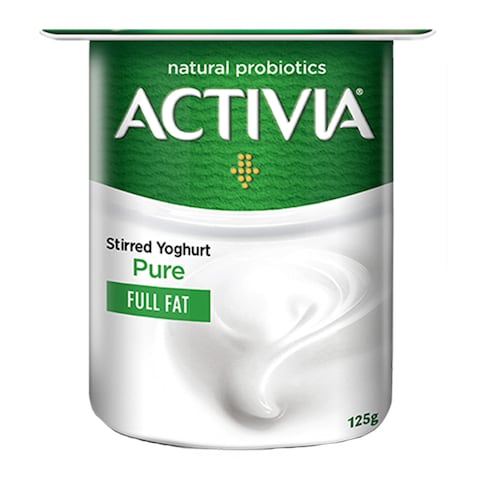 natural probiotics
ACTIVIA®
Stirred Yoghurt
Pure
FULL FAT
125g